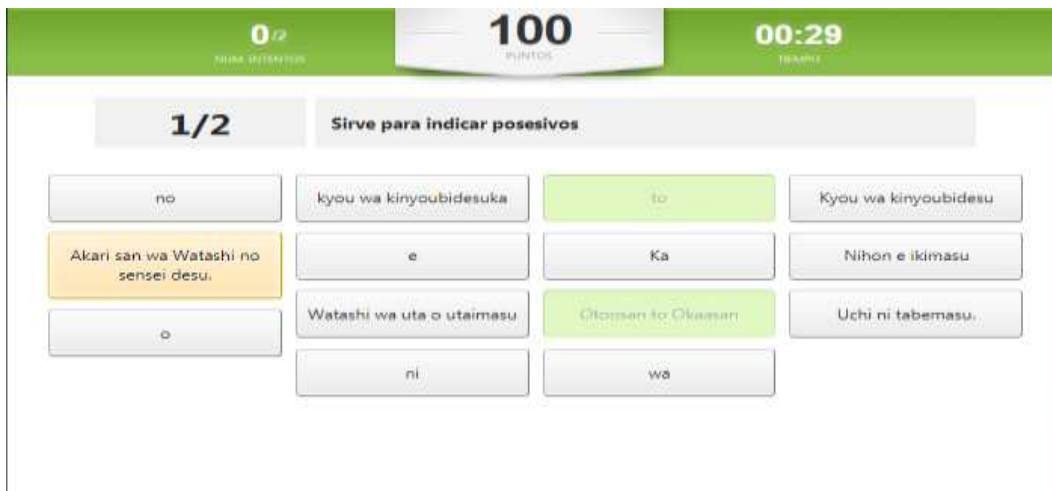 0/2
NUM. INTENTOS
100
PUNTOS
00:29
TIEMPO
1/2
Sirve para indicar posesivos
no
kyou wa kinyoubidesuka
to
Kyou wa kinyoubidesu
Akari san wa Watashi no
sensei desu.
e
Ka
Nihon e ikimasu
o
Watashi wa uta o utaimasu
Otoosan to Okaasan
Uchi ni tabemasu.
ni
wa